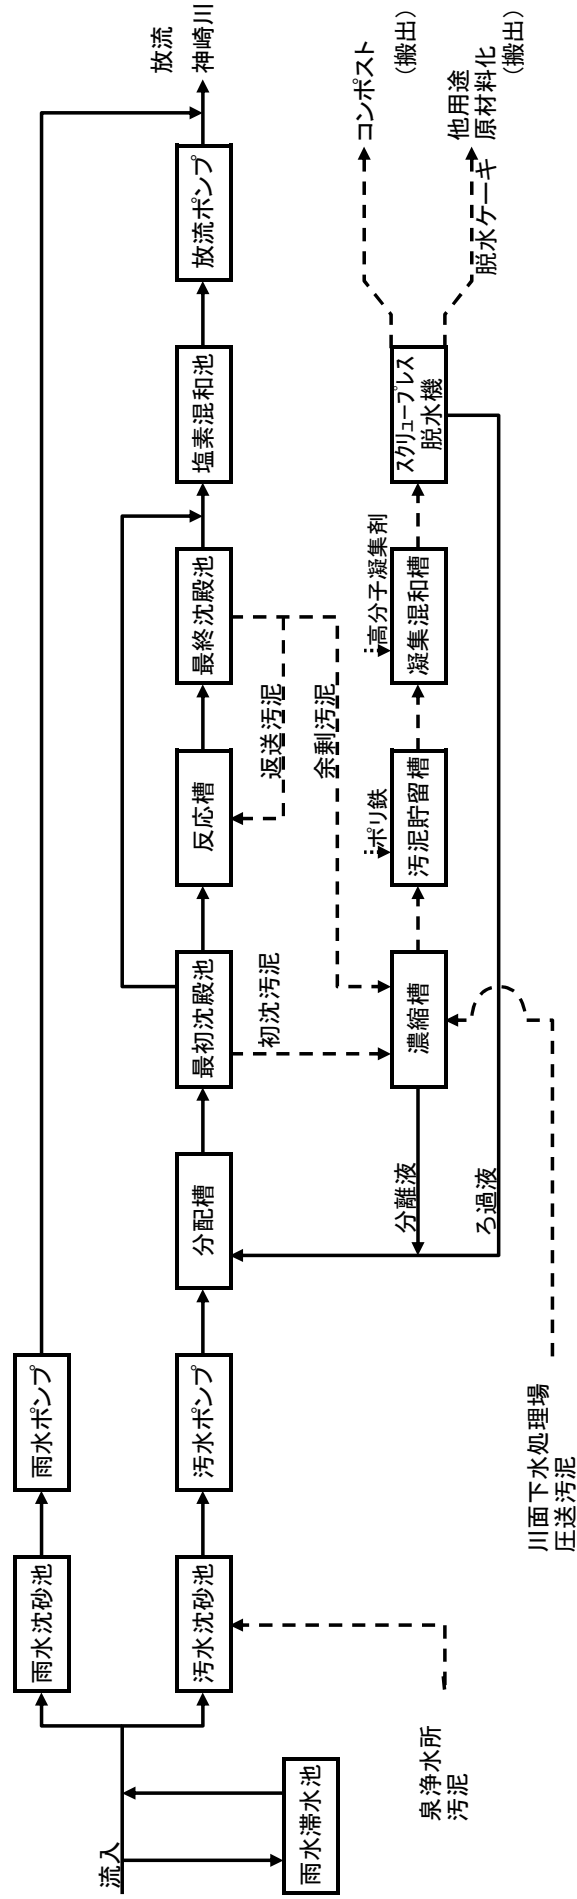 流入
雨水滞水池
雨水沈砂池
雨水ポンプ
汚水沈砂池
汚水ポンプ
分配槽
最初沈殿池
反応槽
最終沈殿池
塩素混和池
放流ポンプ
放流
神崎川
初沈汚泥
返送汚泥
余剰汚泥
泉浄水所
汚泥
川面下水処理場
圧送汚泥
分離液
ろ過液
濃縮槽
ポリ鉄
汚泥貯留槽
高分子凝集剤
凝集混和槽
スクリュープレス
脱水機
コンポスト
(搬出)
脱水ケーキ
他用途
原材料化
(搬出)